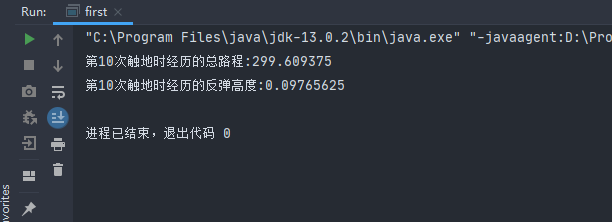 Run: first
"C:\Program Files\java\jdk-13.0.2\bin\java.exe" "-javaagent:D:\Pro
第10次触地时经历的总路程:299.609375
第10次触地时经历的反弹高度:0.09765625
进程已结束，退出代码 0
avorites